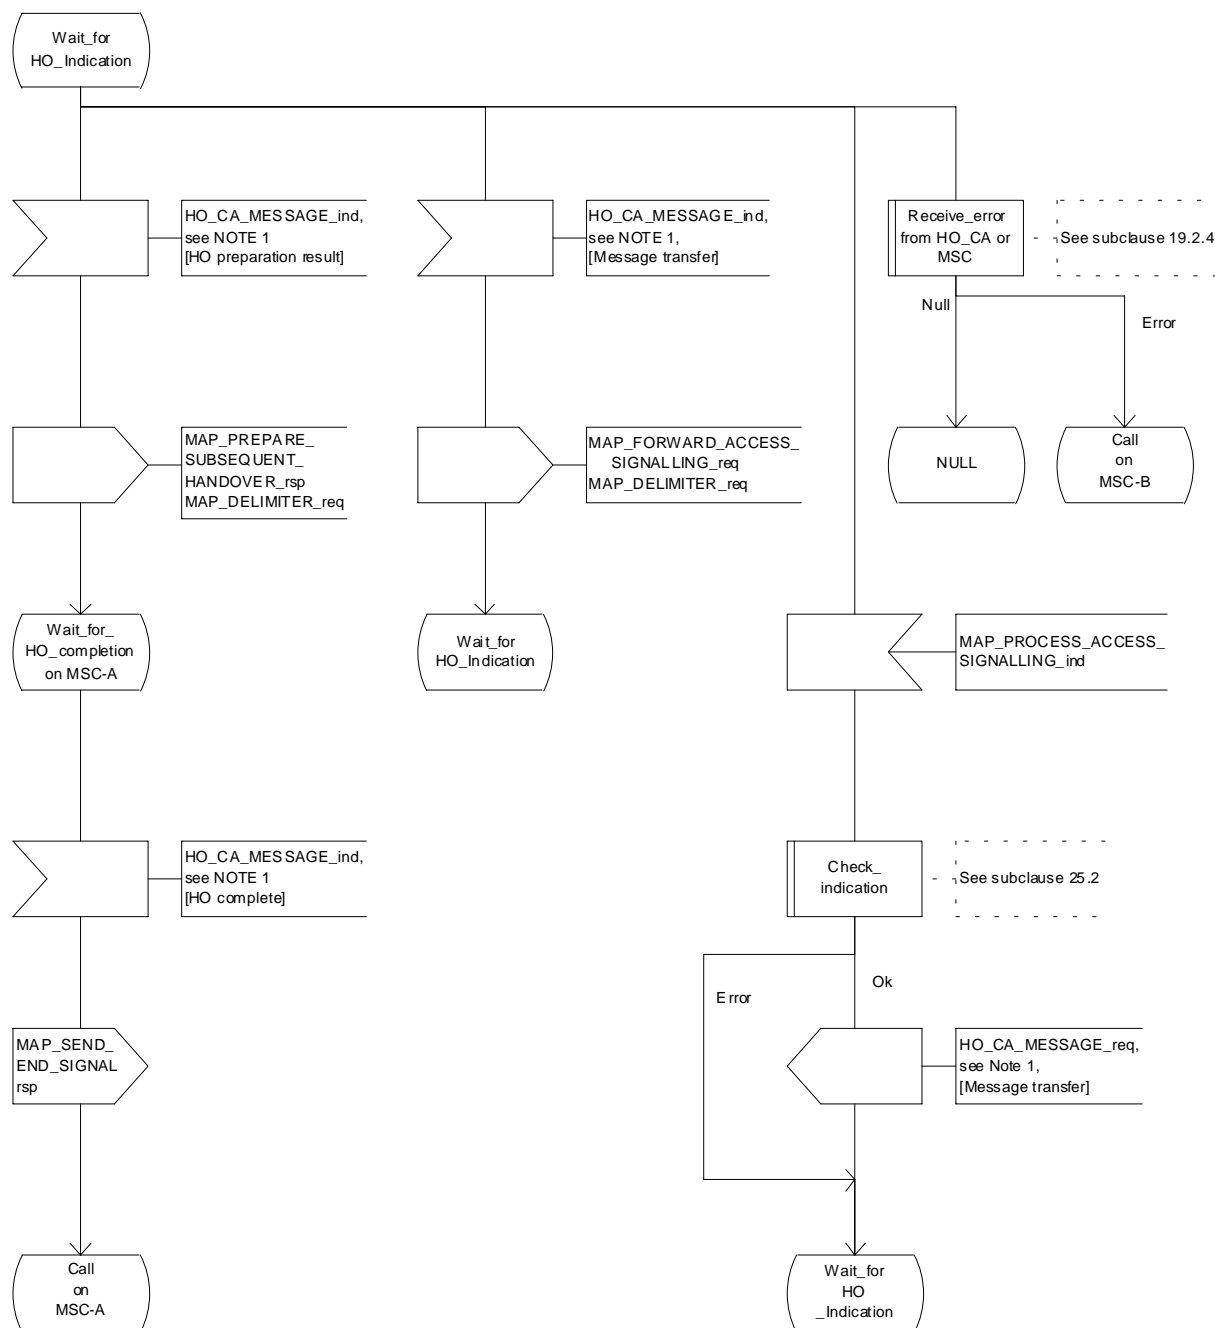 Wait_for
HO_Indication
HO_CA_MESSAGE_ind,
see NOTE 1
[HO preparation result]
HO_CA_MESSAGE_ind,
see NOTE 1,
[Message transfer]
Receive_error
from HO_CA or
MSC
See subclause 19.2.4
Null
Error
MAP_PREPARE_
SUBSEQUENT_
HANDOVER_rsp
MAP_DELIMITER_req
MAP_FORWARD_ACCESS_
SIGNALLING_req
MAP_DELIMITER_req
NULL
Call
on
MSC-B
Wait_for_
HO_completion
on MSC-A
Wait_for
HO_Indication
MAP_PROCESS_ACCESS_
SIGNALLING_ind
HO_CA_MESSAGE_ind,
see NOTE 1
[HO complete]
Check_
indication
See subclause 25.2
Error
Ok
MAP_SEND_
END_SIGNAL
rsp
HO_CA_MESSAGE_req,
see Note 1,
[Message transfer]
Call
on
MSC-A
Wait_for
HO
_Indication